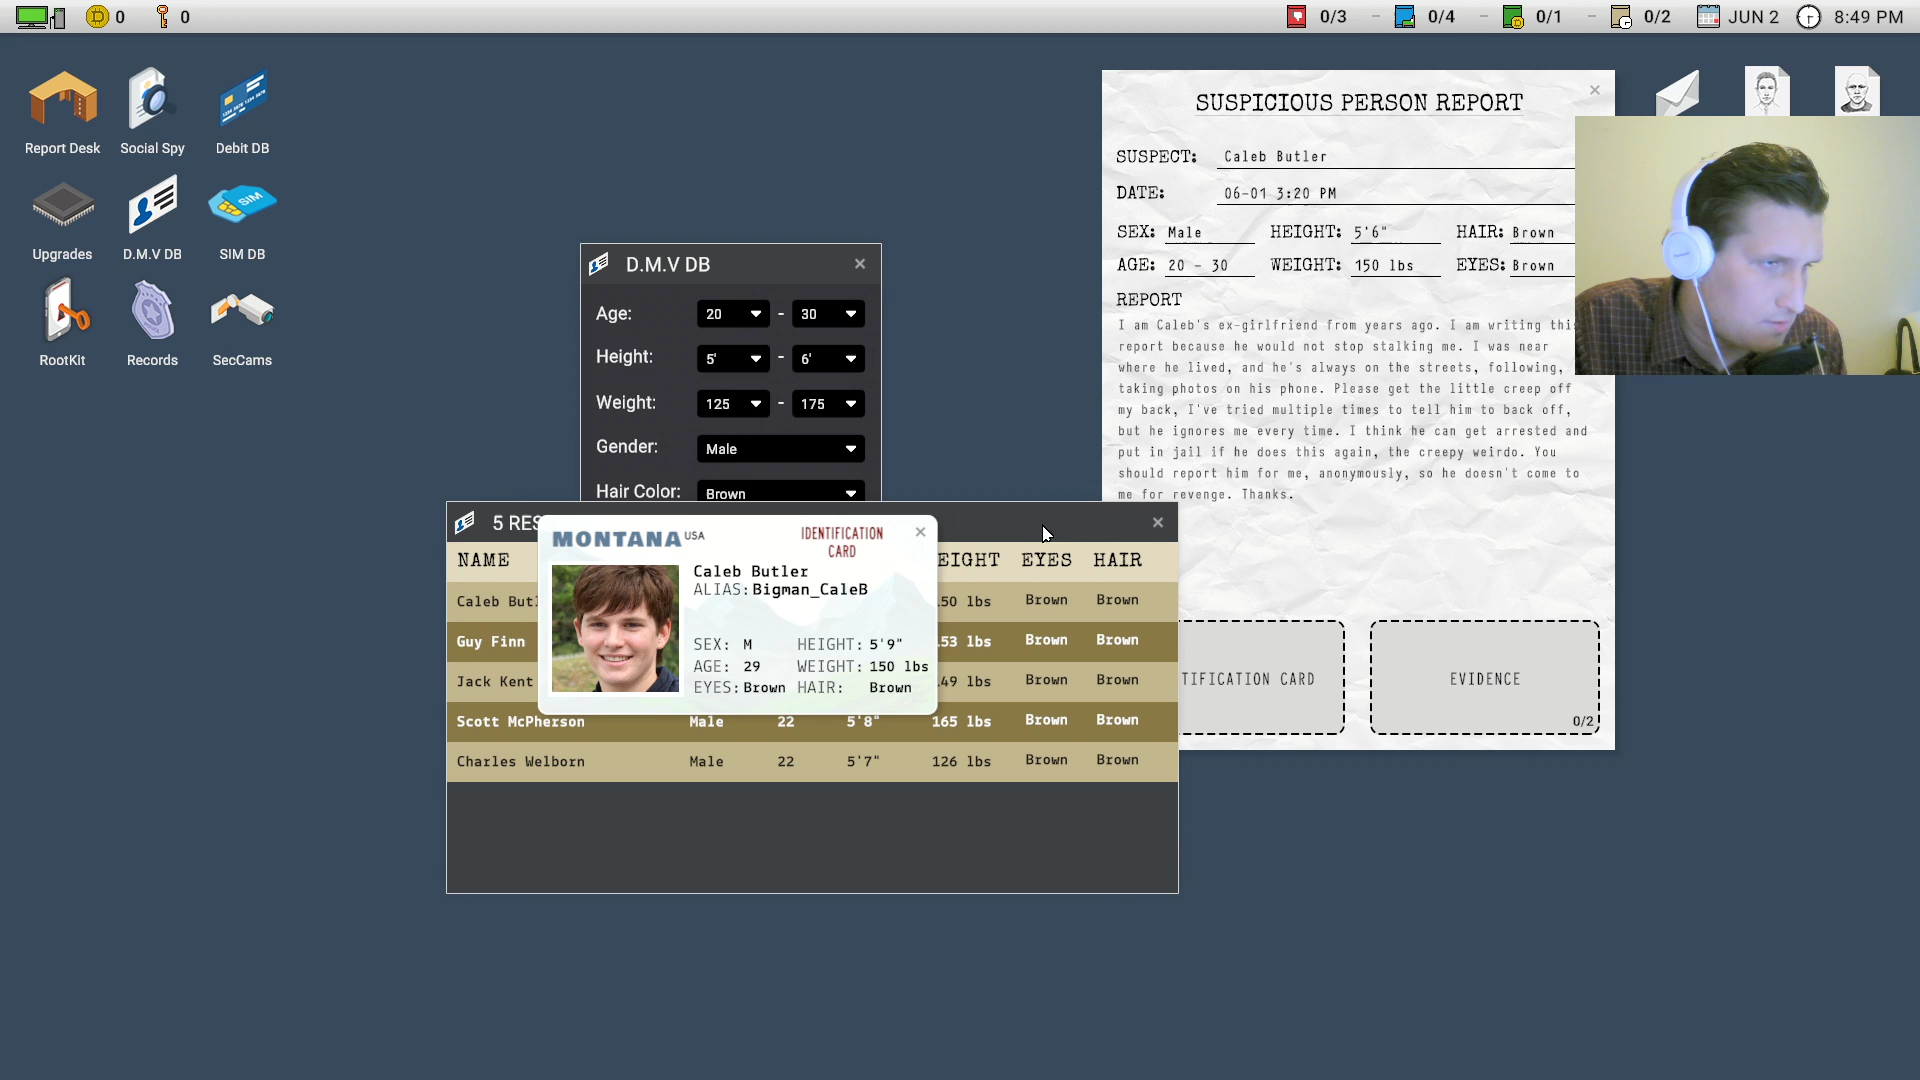 0
0
0/3
0/4
0/1
0/2
JUN 2
8:49 PM
Report Desk
Social Spy
Debit DB
Upgrades
D.M.V DB
SIM DB
RootKit
Records
SecCams
D.M.V DB
Age: 20 - 30
Height: 5' - 6'
Weight: 125 - 175
Gender: Male
Hair Color: Brown
5 RES
NAME EIGHT EYES HAIR
Caleb But 50 lbs Brown Brown
Guy Finn 53 lbs Brown Brown
Jack Kent 49 lbs Brown Brown
Scott McPherson Male 22 5'8" 165 lbs Brown Brown
Charles Welborn Male 22 5'7" 126 lbs Brown Brown
MONTANA USA
IDENTIFICATION
CARD
Caleb Butler
ALIAS: Bigman_CaleB
SEX: M HEIGHT: 5'9"
AGE: 29 WEIGHT: 150 lbs
EYES: Brown HAIR: Brown
SUSPICIOUS PERSON REPORT
SUSPECT: Caleb Butler
DATE: 06-01 3:20 PM
SEX: Male HEIGHT: 5'6" HAIR: Brown
AGE: 20 - 30 WEIGHT: 150 lbs EYES: Brown
REPORT
I am Caleb's ex-girlfriend from years ago. I am writing this
report because he would not stop stalking me. I was near
where he lived, and he's always on the streets, following,
taking photos on his phone. Please get the little creep off
my back, I've tried multiple times to tell him to back off,
but he ignores me every time. I think he can get arrested and
put in jail if he does this again, the creepy weirdo. You
should report him for me, anonymously, so he doesn't come to
me for revenge. Thanks.
TIFICATION CARD
EVIDENCE
0/2